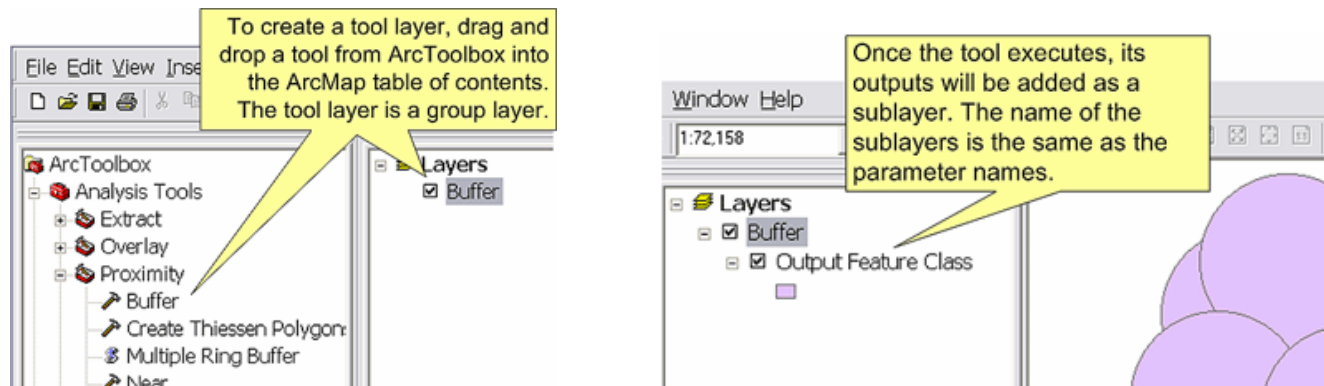 To create a tool layer, drag and
drop a tool from ArcToolbox into
the ArcMap table of contents.
The tool layer is a group layer.
File Edit View Inse
ArcToolbox
Analysis Tools
Extract
Overlay
Proximity
Buffer
Create Thiessen Polygon
Multiple Ring Buffer
Near
Layers
Buffer
Once the tool executes, its
outputs will be added as a
sublayer. The name of the
sublayers is the same as the
parameter names.
Window Help
1:72,158
Layers
Buffer
Output Feature Class